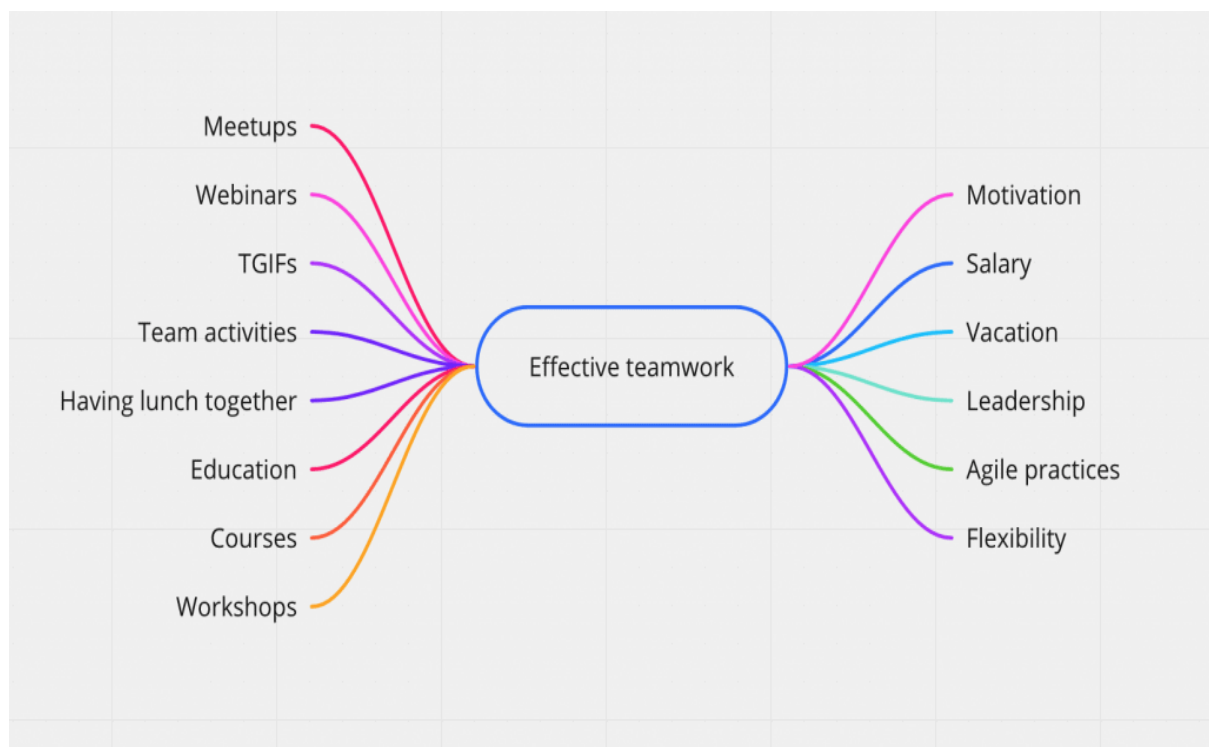 Meetups
Webinars
TGIFs
Team activities
Having lunch together
Education
Courses
Workshops
Effective teamwork
Motivation
Salary
Vacation
Leadership
Agile practices
Flexibility